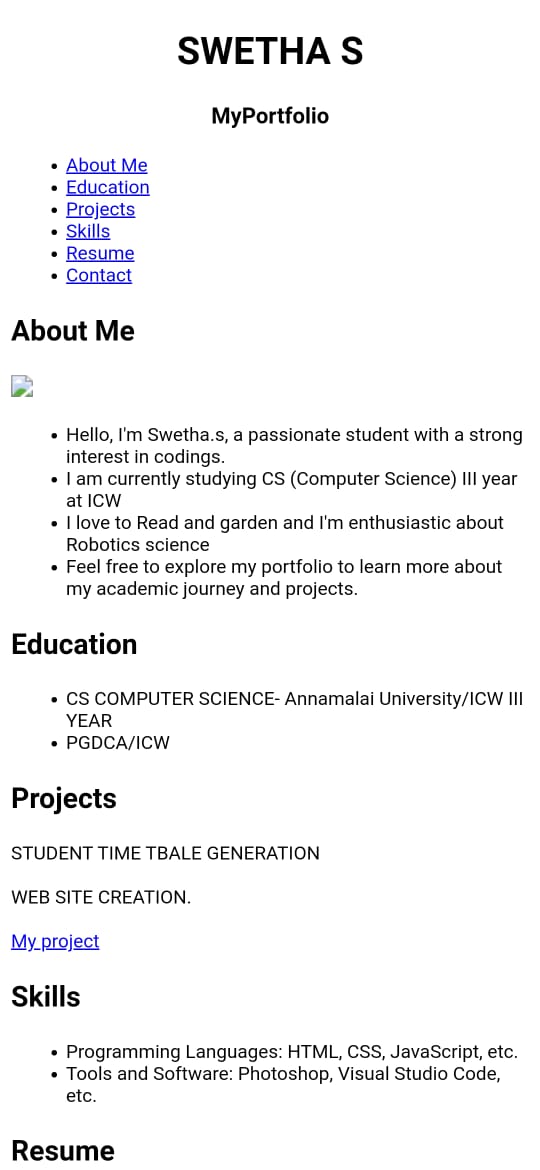 SWETHA S
MyPortfolio
About Me
Education
Projects
Skills
Resume
Contact
About Me
Hello, I'm Swetha.s, a passionate student with a strong
interest in codings.
I am currently studying CS (Computer Science) III year
at ICW
I love to Read and garden and I'm enthusiastic about
Robotics science
Feel free to explore my portfolio to learn more about
my academic journey and projects.
Education
CS COMPUTER SCIENCE- Annamalai University/ICW III
YEAR
PGDCA/ICW
Projects
STUDENT TIME TBALE GENERATION
WEB SITE CREATION.
My project
Skills
Programming Languages: HTML, CSS, JavaScript, etc.
Tools and Software: Photoshop, Visual Studio Code,
etc.
Resume